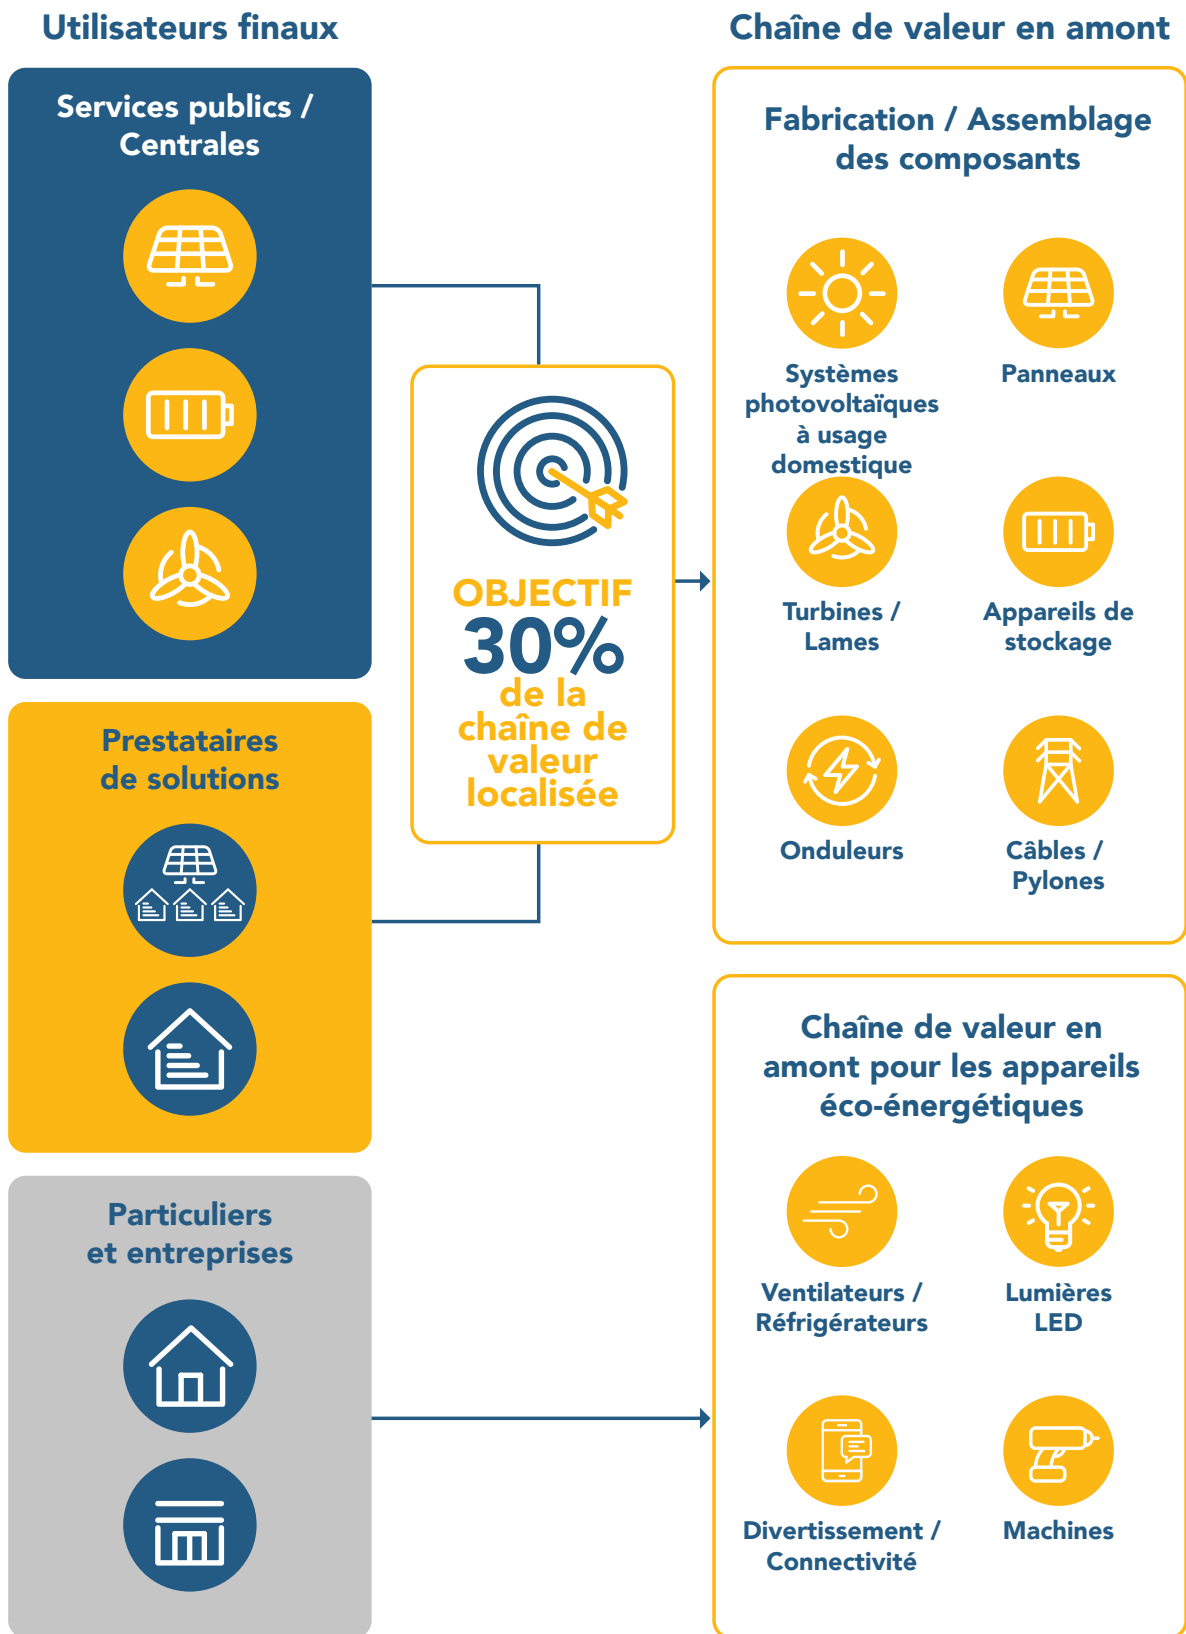 Utilisateurs finaux
Services publics /
Centrales
Prestataires
de solutions
Particuliers
et entreprises
OBJECTIF
30%
de la
chaîne de
valeur
localisée
Chaîne de valeur en amont
Fabrication / Assemblage
des composants
Systèmes
photovoltaïques
à usage
domestique
Panneaux
Turbines /
Lames
Appareils de
stockage
Onduleurs
Câbles /
Pylones
Chaîne de valeur en
amont pour les appareils
éco-énergétiques
Ventilateurs /
Réfrigérateurs
Lumières
LED
Divertissement /
Connectivité
Machines